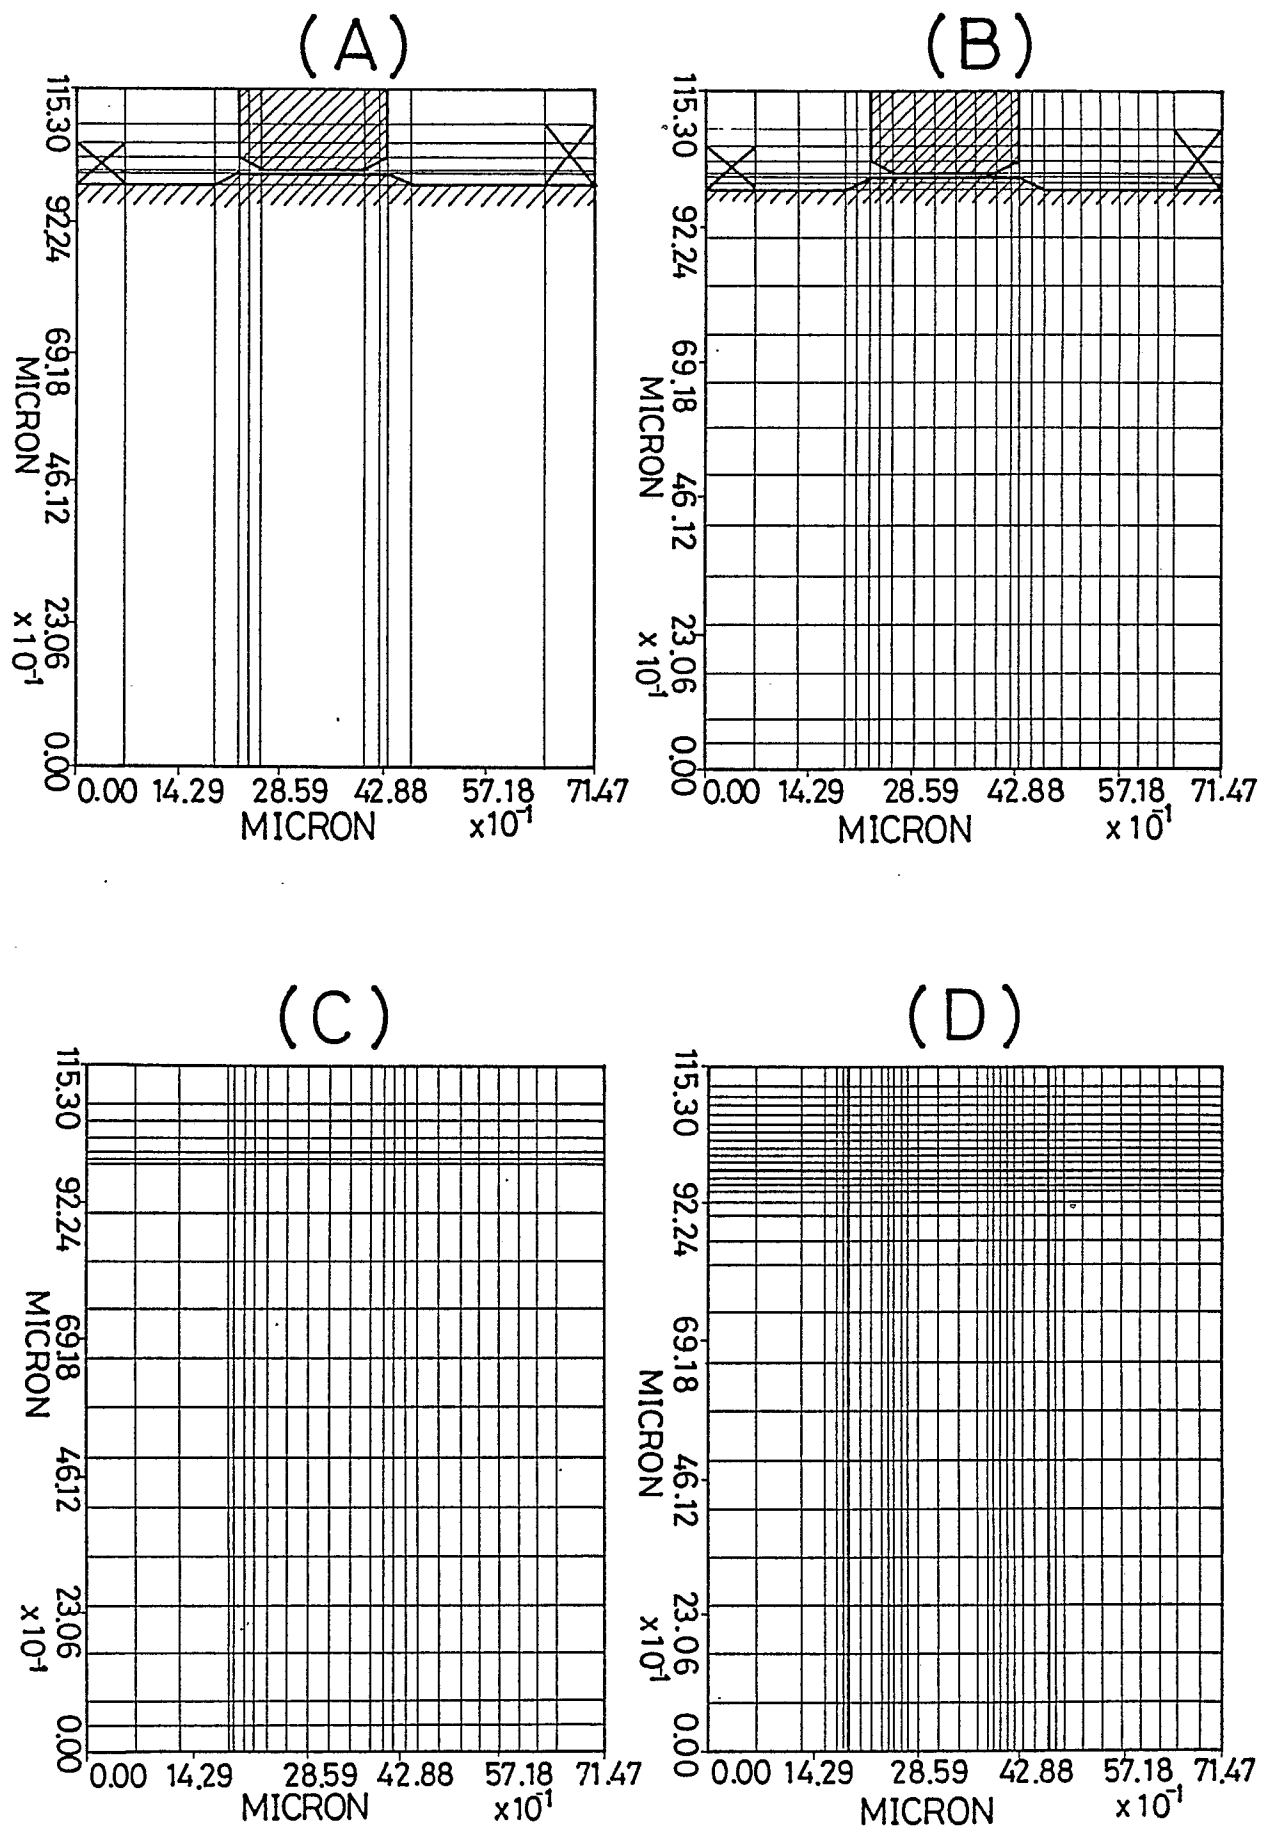 (A)
115.30
92.24
69.18
46.12
23.06
0.00
MICRON
x10-1
0.00 14.29 28.59 42.88 57.18 71.47
MICRON x10-1
(B)
115.30
92.24
69.18
46.12
23.06
0.00
MICRON
x10-1
0.00 14.29 28.59 42.88 57.18 71.47
MICRON x10-1
(C)
115.30
92.24
69.18
46.12
23.06
0.00
MICRON
x10-1
0.00 14.29 28.59 42.88 57.18 71.47
MICRON x10-1
(D)
115.30
92.24
69.18
46.12
23.06
0.00
MICRON
x10-1
0.00 14.29 28.59 42.88 57.18 71.47
MICRON x10-1